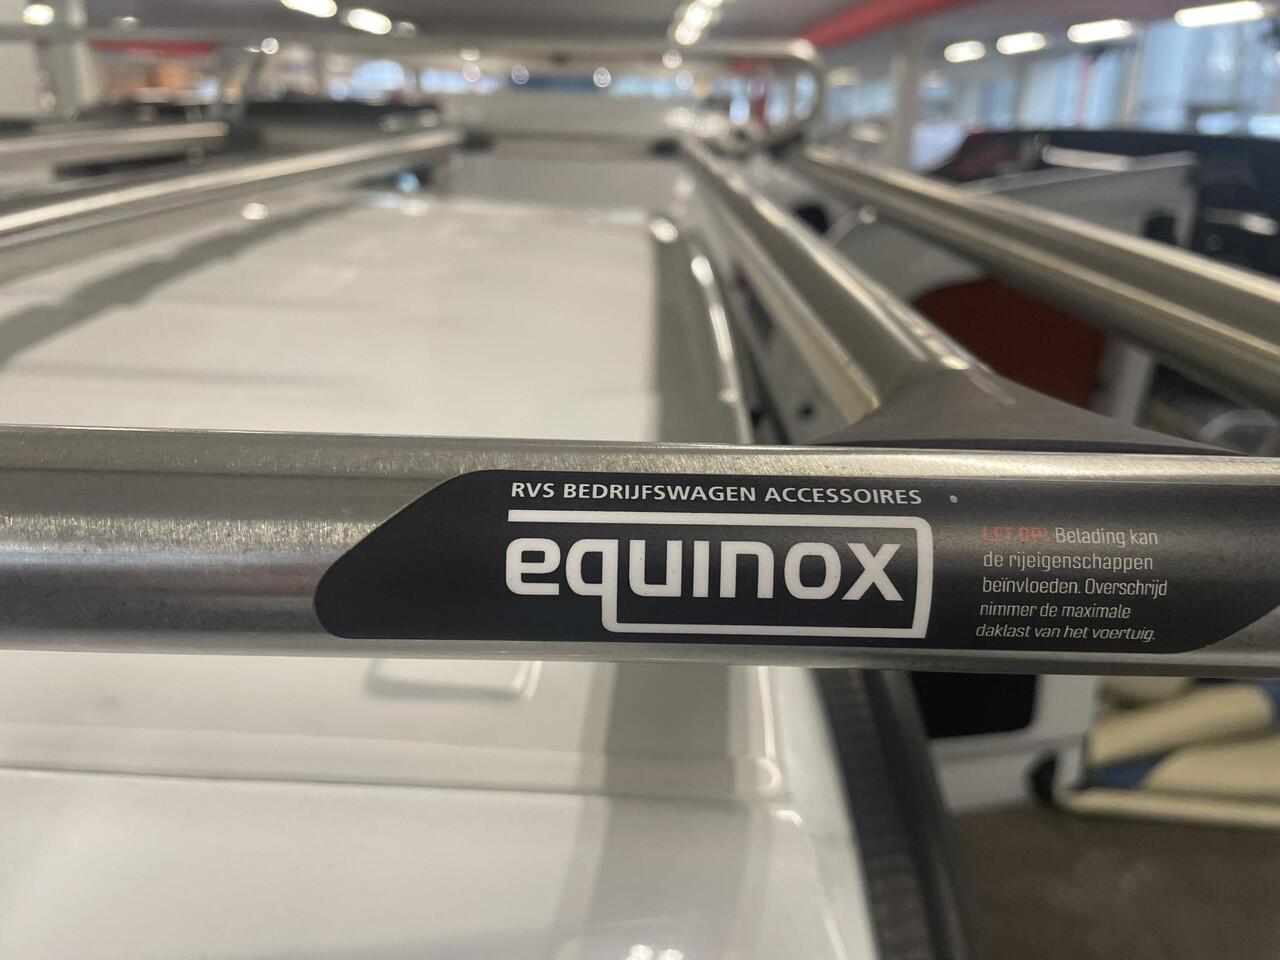 RVS BEDRIJFSWAGEN ACCESSOIRES
equinox
LET OP! Belading kan
de rijeigenschappen
beïnvloeden. Overschrijd
nimmer de maximale
daklast van het voertuig.